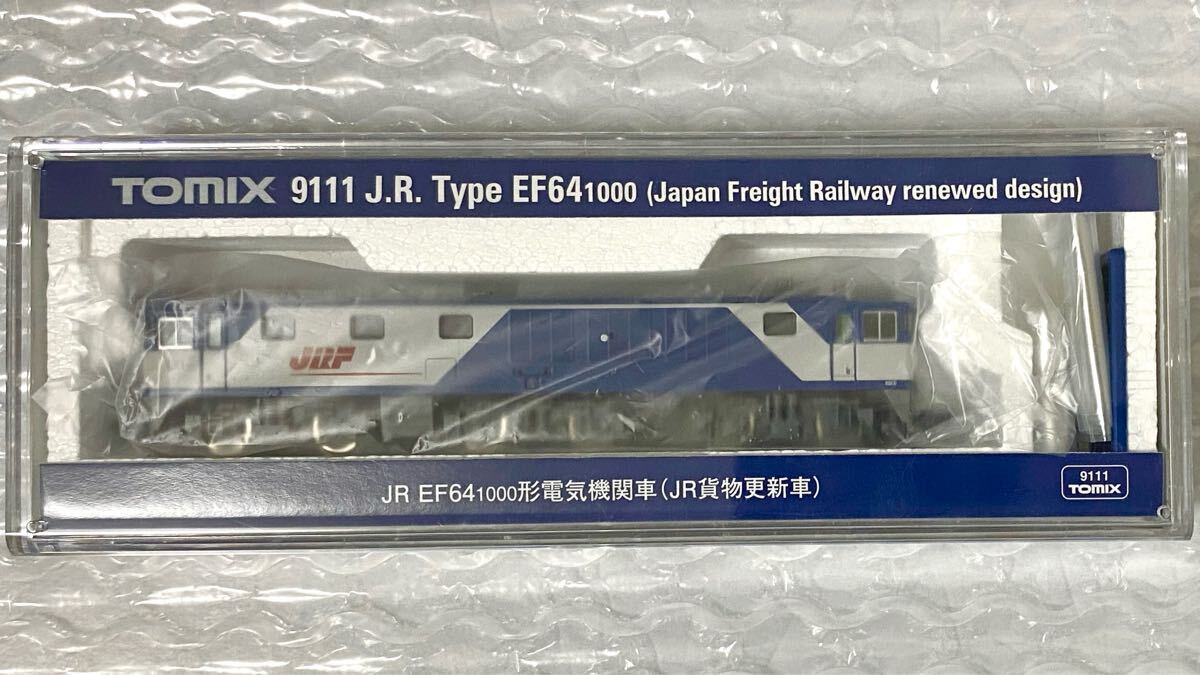 TOMIX 9111 J.R. Type EF641000 (Japan Freight Railway renewed design)
JRF
JR EF641000形電気機関車(JR貨物更新車)
9111
TOMIX